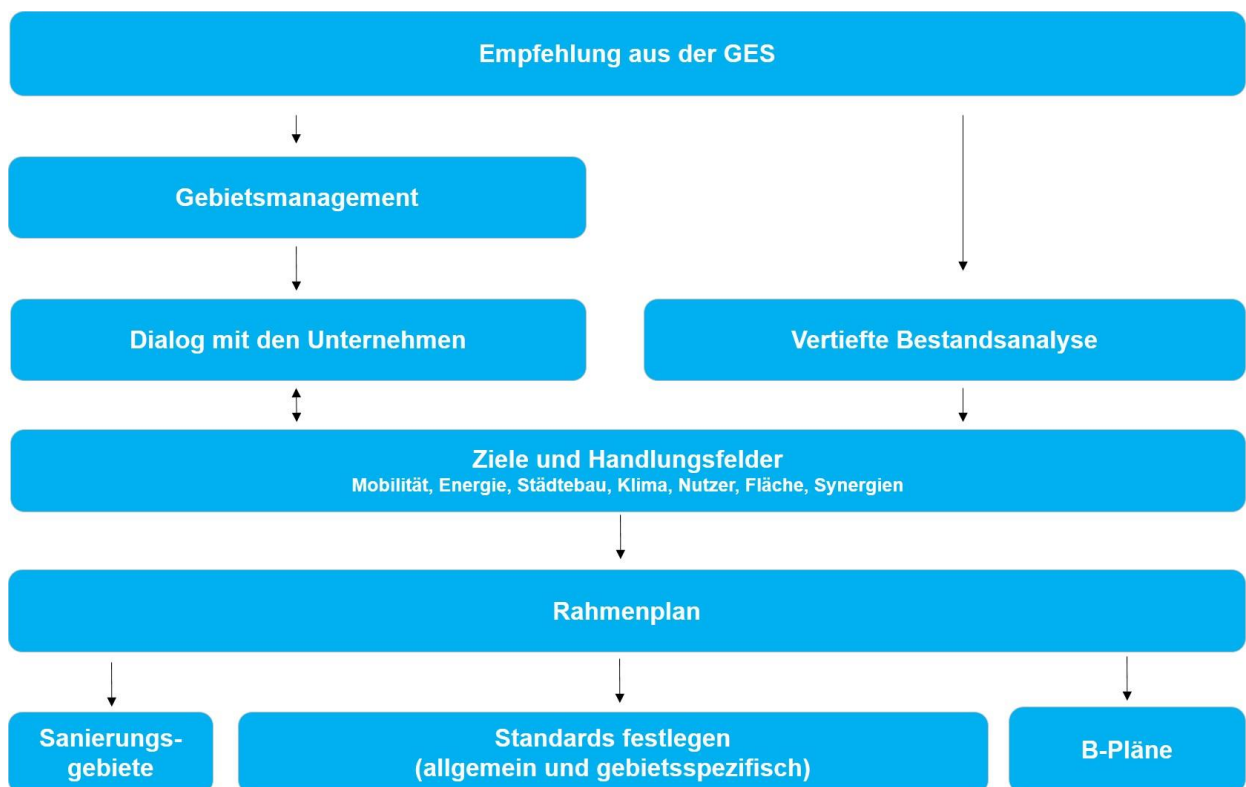 Empfehlung aus der GES
Gebietsmanagement
Dialog mit den Unternehmen
Vertiefte Bestandsanalyse
Ziele und Handlungsfelder
Mobilität, Energie, Städtebau, Klima, Nutzer, Fläche, Synergien
Rahmenplan
Sanierungs-
gebiete
Standards festlegen
(allgemein und gebietsspezifisch)
B-Pläne